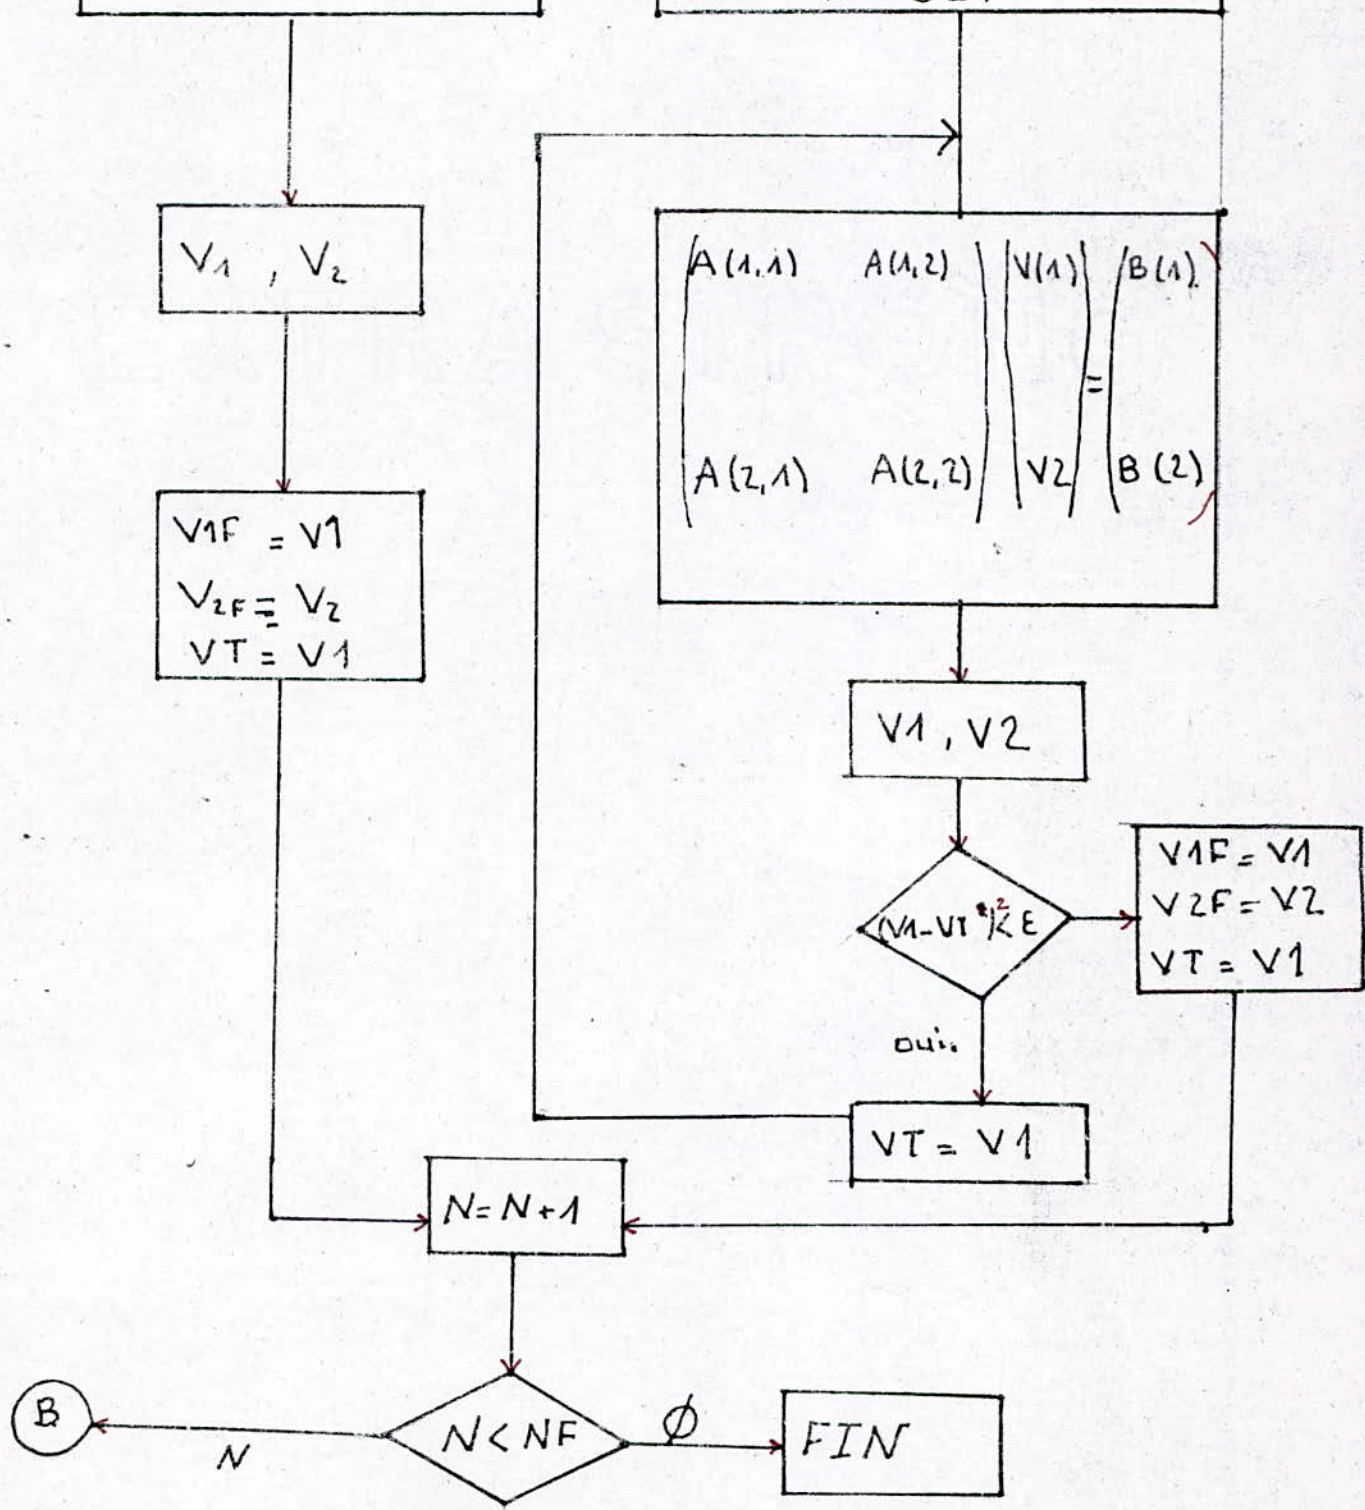 V1 , V2
V1F = V1
V2F = V2
VT = V1
A(1,1) A(1,2) V(1) B(1)
=
A(2,1) A(2,2) V2 B(2)
V1, V2
(V1-VT)² < E
V1F = V1
V2F = V2
VT = V1
oui
VT = V1
N = N+1
B
N
N < NF
Ø
FIN